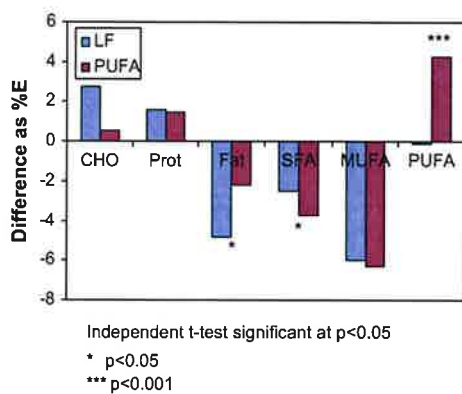 Difference as %E
6
4
2
0
-2
-4
-6
-8
LF
PUFA
***
CHO Prot Fat SFA MUFA PUFA
*
*
Independent t-test significant at p<0.05
* p<0.05
*** p<0.001